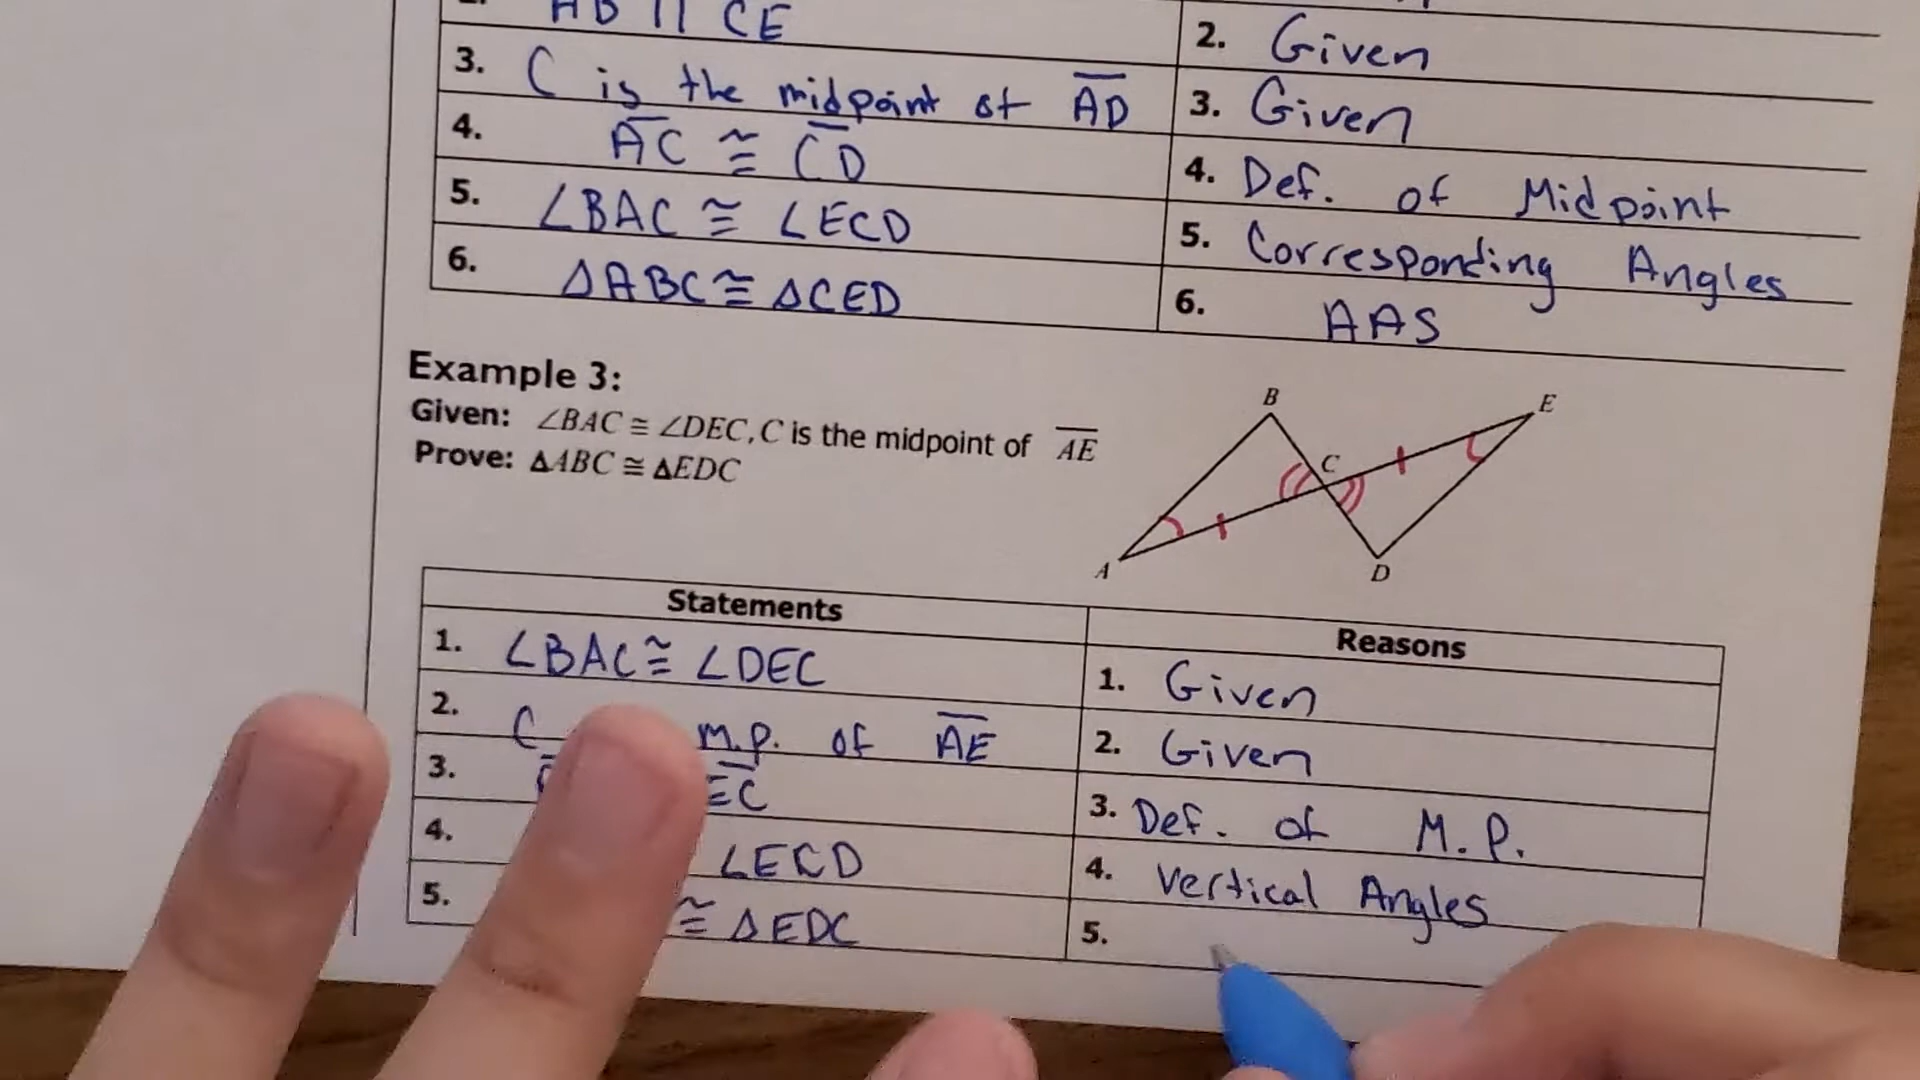 AB || CE
2. Given
3. C is the midpoint of AD
3. Given
4. AC ≅ CD
4. Def. of Midpoint
5. ∠BAC ≅ ∠ECD
5. Corresponding Angles
6. ΔABC ≅ ΔCED
6. AAS
Example 3:
Given: ∠BAC ≅ ∠DEC, C is the midpoint of AE
Prove: ΔABC ≅ ΔEDC
B
E
C
A
D
Statements
Reasons
1. ∠BAC ≅ ∠DEC
1. Given
2. C m.p. of AE
2. Given
3. EC
3. Def. of M.P.
4. ∠ECD
4. Vertical Angles
5. ≅ ΔEDC
5.